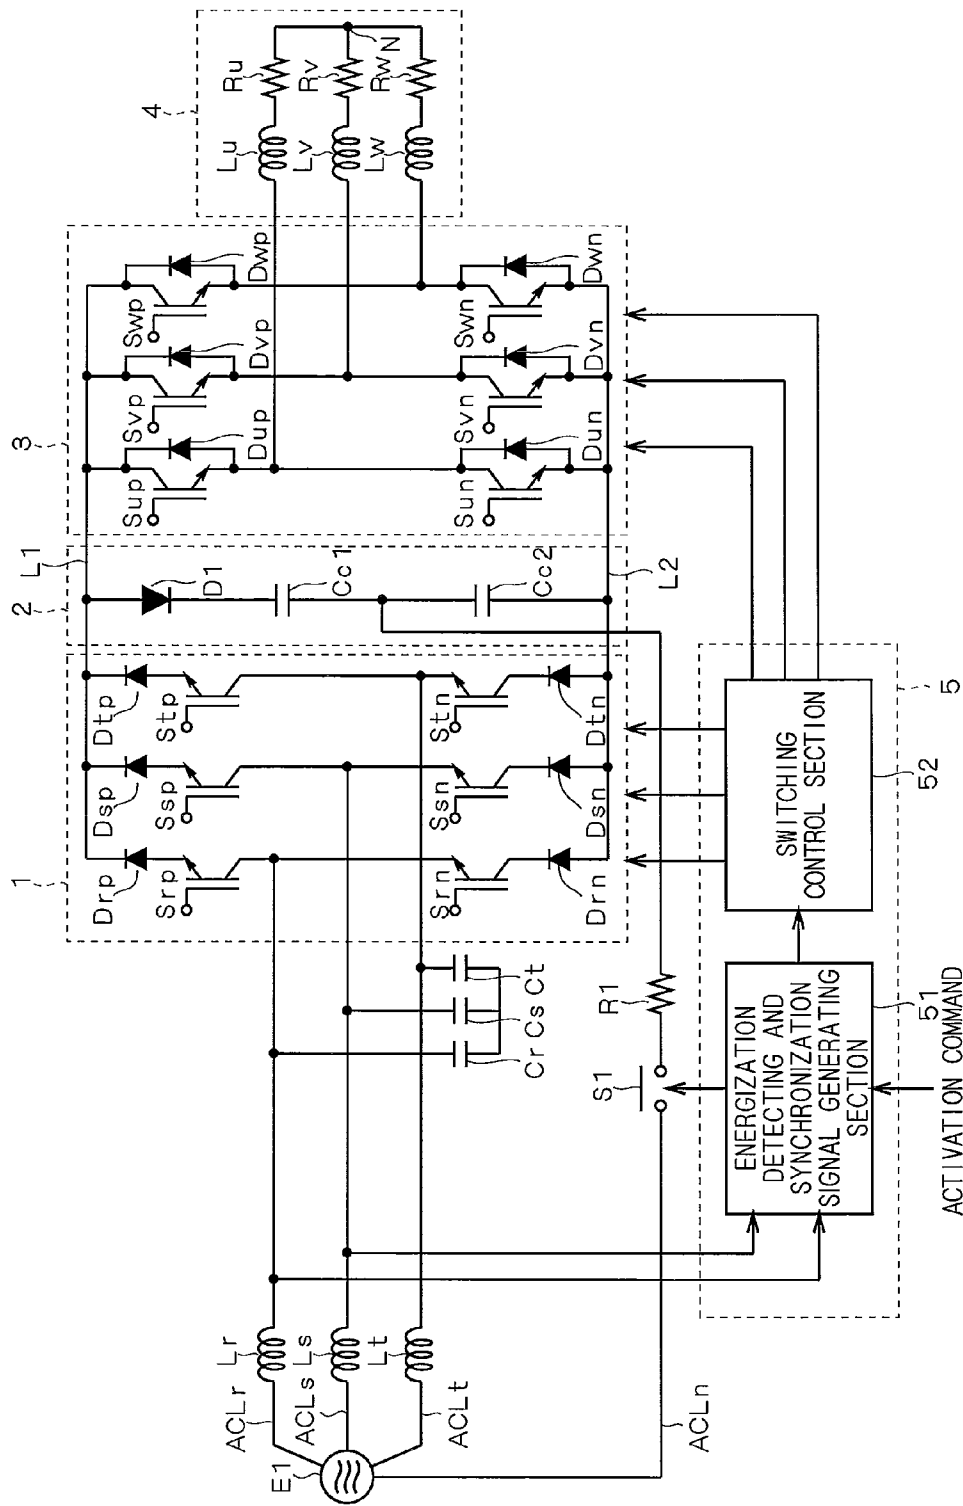 E1
ACLr
ACLs
ACLt
ACLn
Lr
Ls
Lt
Cr
Cs
Ct
S1
R1
1
Drp
Dsp
Dtp
Srp
Ssp
Stp
Srn
Ssn
Stn
Drn
Dsn
Dtn
2
L1
D1
Cc1
Cc2
L2
3
Sup
Svp
Swp
Dup
Dvp
Dwp
Sun
Svn
Swn
Dun
Dvn
Dwn
4
Lu
Lv
Lw
Ru
Rv
Rw
N
ENERGIZATION
DETECTING AND
SYNCHRONIZATION
SIGNAL GENERATING
SECTION
51
SWITCHING
CONTROL SECTION
52
5
ACTIVATION COMMAND